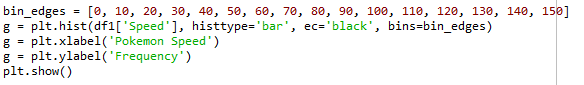 bin_edges = [0, 10, 20, 30, 40, 50, 60, 70, 80, 90, 100, 110, 120, 130, 140, 150]
g = plt.hist(df1['Speed'], histtype='bar', ec='black', bins=bin_edges)
g = plt.xlabel('Pokemon Speed')
g = plt.ylabel('Frequency')
plt.show()